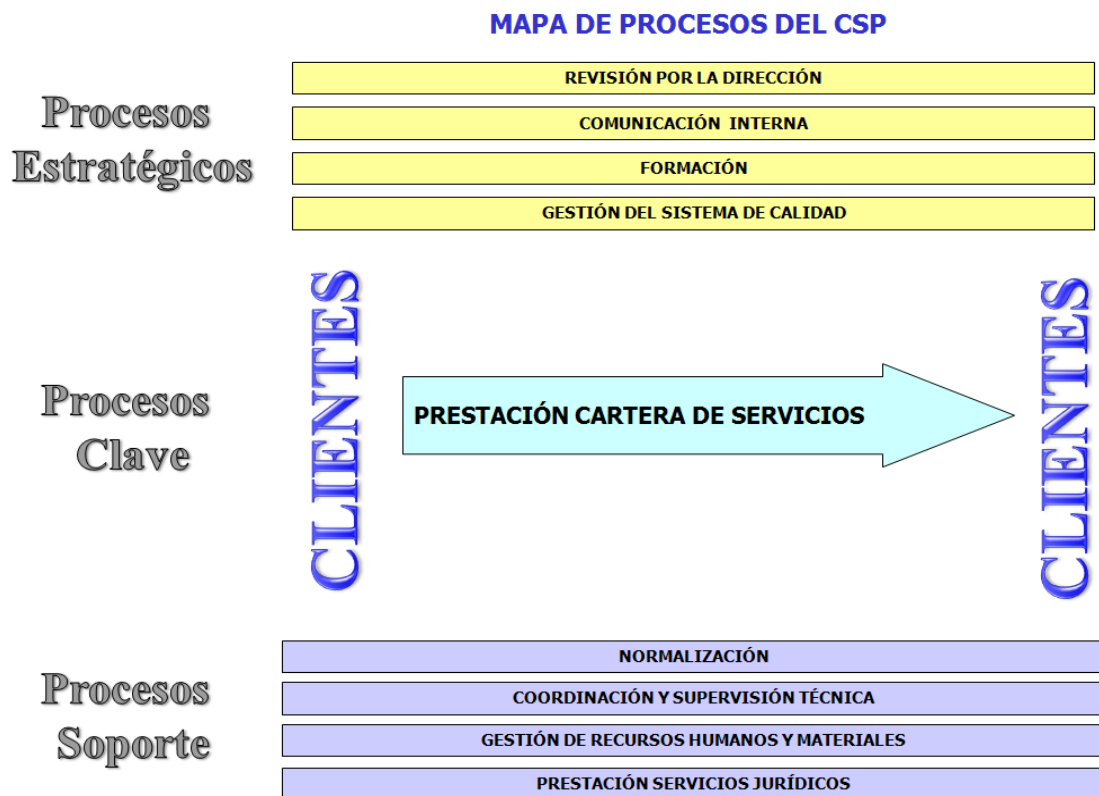 MAPA DE PROCESOS DEL CSP
Procesos
Estratégicos
REVISIÓN POR LA DIRECCIÓN
COMUNICACIÓN INTERNA
FORMACIÓN
GESTIÓN DEL SISTEMA DE CALIDAD
Procesos
Clave
CLIENTES
PRESTACIÓN CARTERA DE SERVICIOS
CLIENTES
Procesos
Soporte
NORMALIZACIÓN
COORDINACIÓN Y SUPERVISIÓN TÉCNICA
GESTIÓN DE RECURSOS HUMANOS Y MATERIALES
PRESTACIÓN SERVICIOS JURÍDICOS